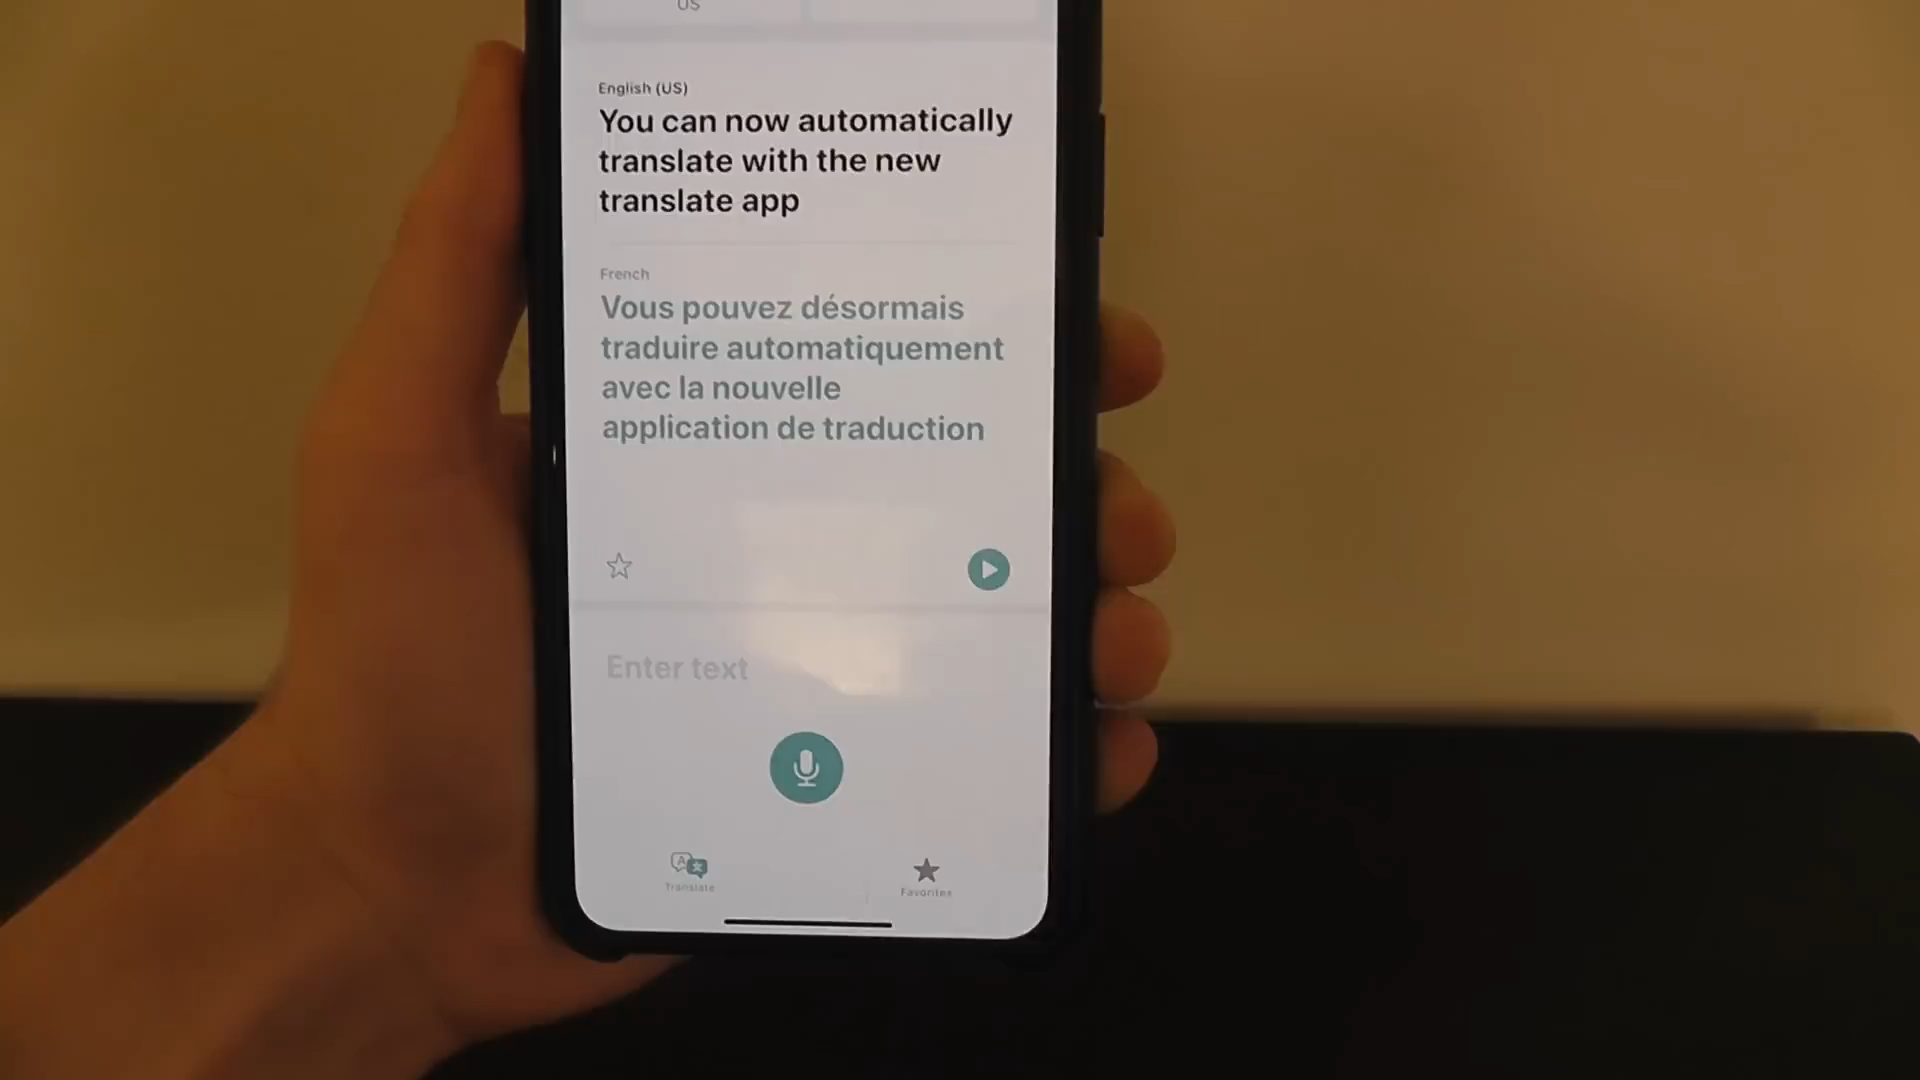 US
English (US)
You can now automatically
translate with the new
translate app
French
Vous pouvez désormais
traduire automatiquement
avec la nouvelle
application de traduction
Enter text
A
Translate
Favorites